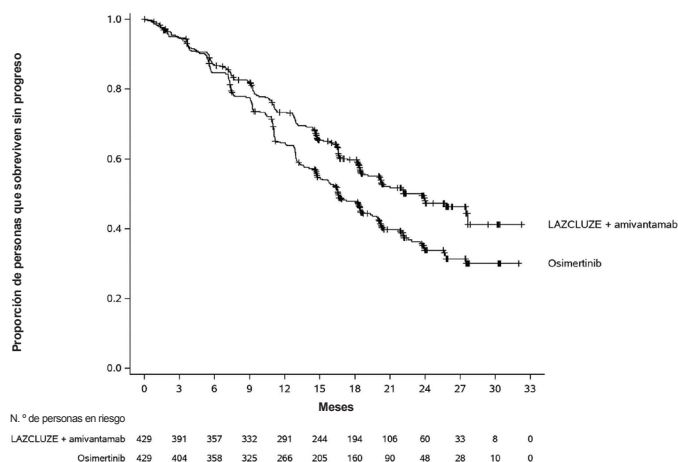 Proporción de personas que sobreviven sin progreso
1.0
0.8
0.6
0.4
0.2
0.0
LAZCLUZE + amivantamab
Osimertinib
0 3 6 9 12 15 18 21 24 27 30 33
Meses
N. º de personas en riesgo
LAZCLUZE + amivantamab 429 391 357 332 291 244 194 106 60 33 8 0
Osimertinib 429 404 358 325 266 205 160 90 48 28 10 0